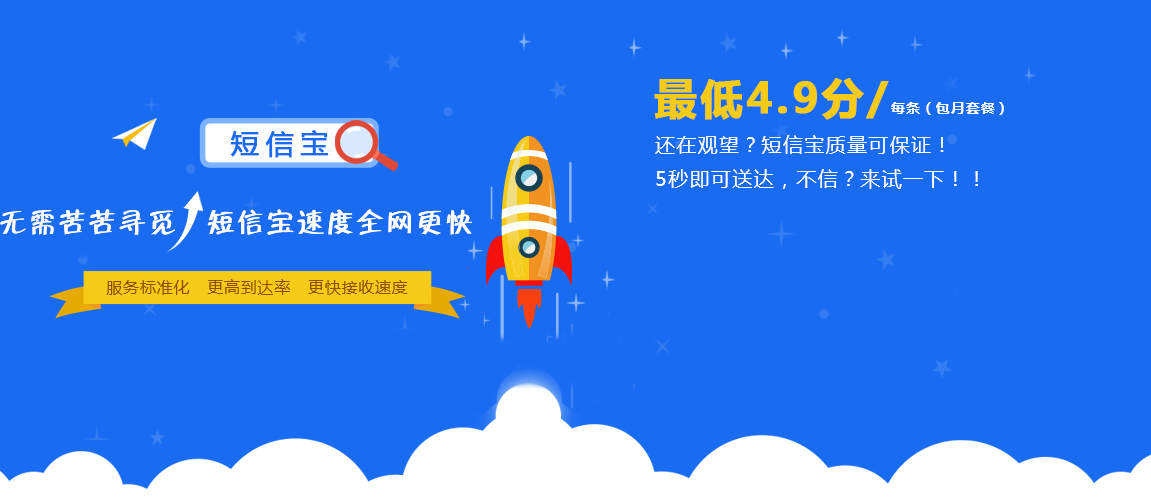 短信宝
无需苦苦寻觅 短信宝速度全网更快
服务标准化 更高到达率 更快接收速度
最低4.9分/每条（包月套餐）
还在观望？短信宝质量可保证！
5秒即可送达，不信？来试一下！！